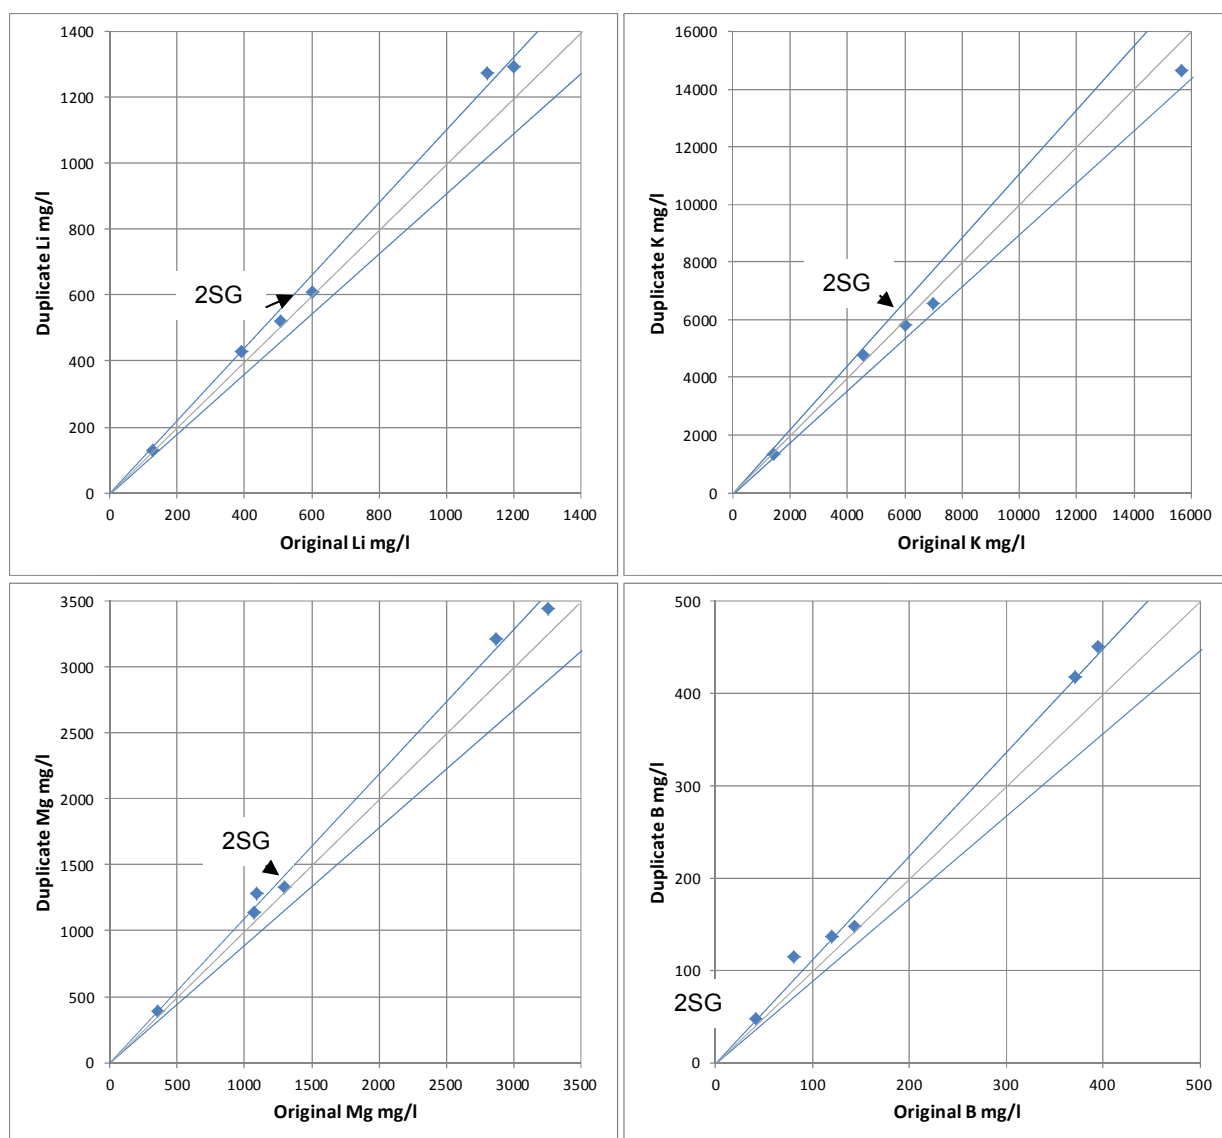 1400
1200
1000
800
600
400
200
0
Duplicate Li mg/l
2SG
0 200 400 600 800 1000 1200 1400
Original Li mg/l
16000
14000
12000
10000
8000
6000
4000
2000
0
Duplicate K mg/l
2SG
0 2000 4000 6000 8000 10000 12000 14000 16000
Original K mg/l
3500
3000
2500
2000
1500
1000
500
0
Duplicate Mg mg/l
2SG
0 500 1000 1500 2000 2500 3000 3500
Original Mg mg/l
500
400
300
200
100
0
Duplicate B mg/l
2SG
0 100 200 300 400 500
Original B mg/l